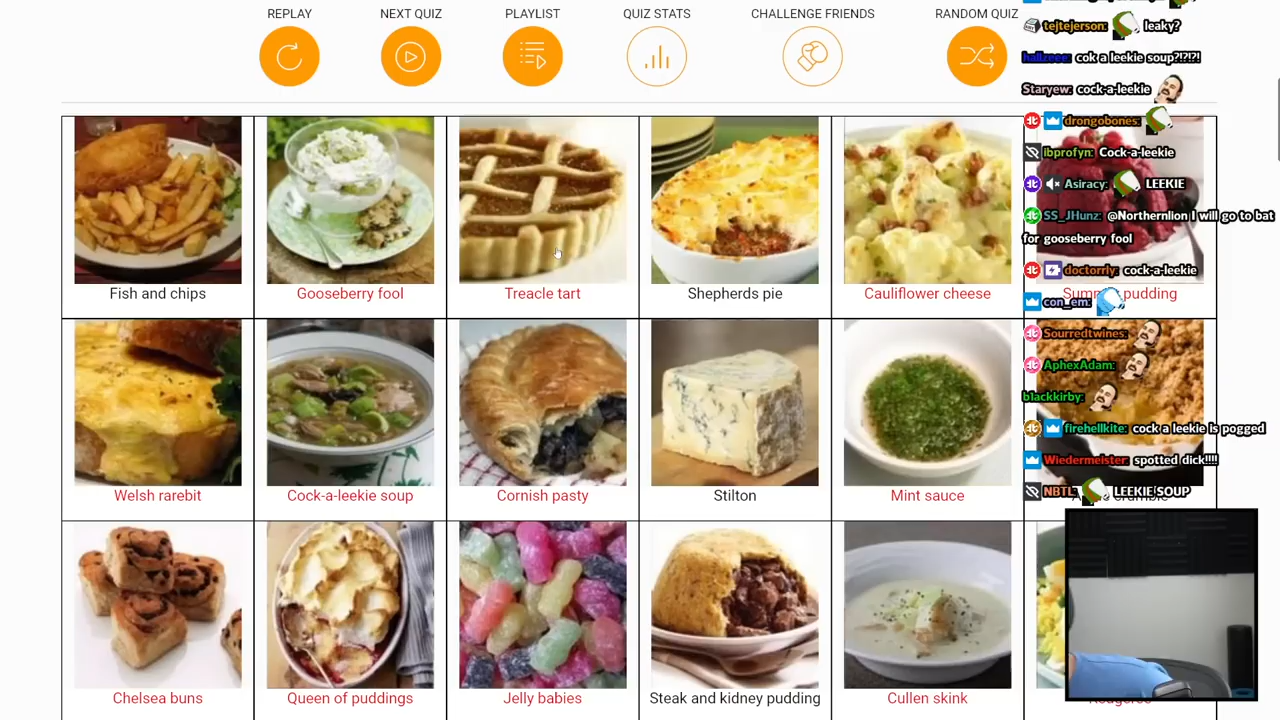 REPLAY
NEXT QUIZ
PLAYLIST
QUIZ STATS
CHALLENGE FRIENDS
RANDOM QUIZ
tejtejerson: leaky?
hallzeee: cok a leekie soup?!?!?!
Staryew: cock-a-leekie
drongobones:
ibprofyn: Cock-a-leekie
Asiracy: LEEKIE
SS_JHunz: @Northernlion I will go to bat
for gooseberry fool
doctorrly: cock-a-leekie
con_em:
Sourredtwines:
AphexAdam:
blackkirby:
firehellkite: cock a leekie is pogged
Wiedermeister: spotted dick!!!!
NBTL: LEEKIE SOUP
Fish and chips
Gooseberry fool
Treacle tart
Shepherds pie
Cauliflower cheese
pudding
Welsh rarebit
Cock-a-leekie soup
Cornish pasty
Stilton
Mint sauce
Chelsea buns
Queen of puddings
Jelly babies
Steak and kidney pudding
Cullen skink